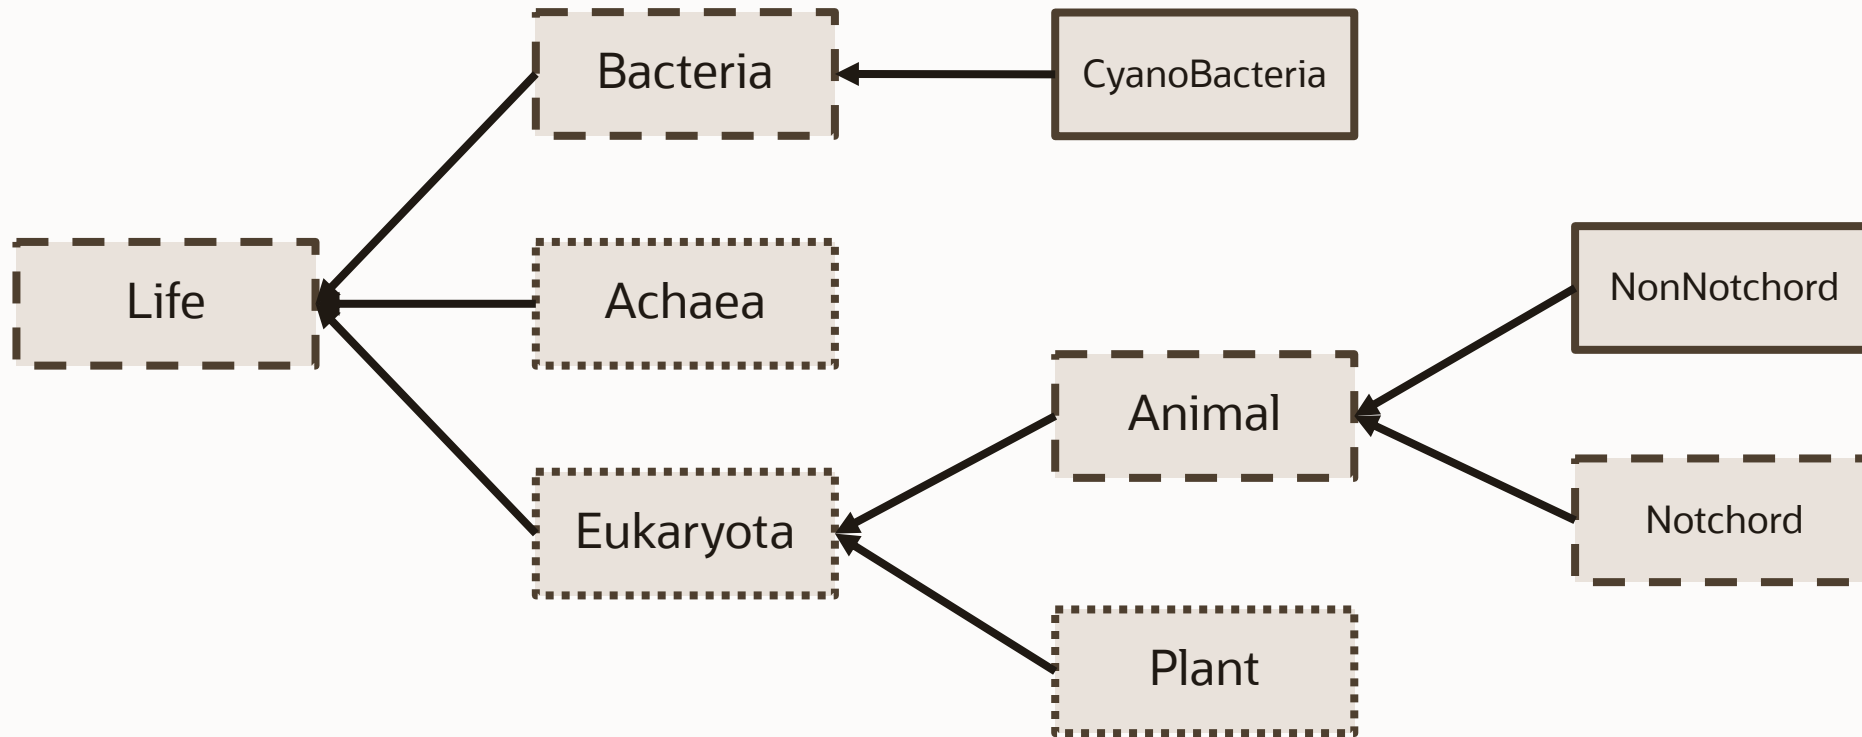 Bacteria
CyanoBacteria
Life
Achaea
NonNotchord
Animal
Notchord
Eukaryota
Plant